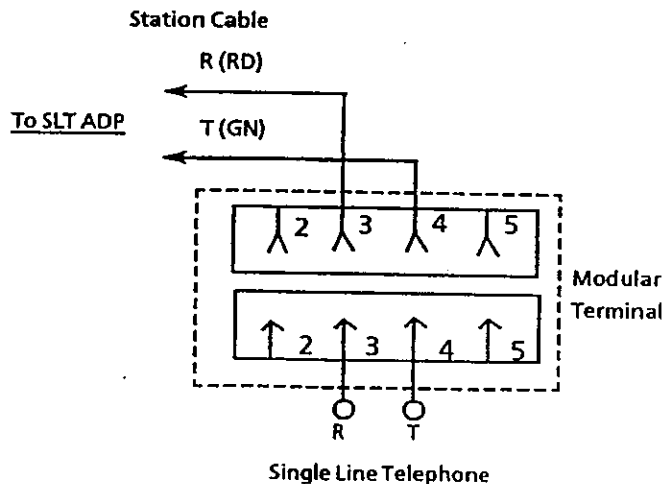 Station Cable
R (RD)
To SLT ADP
T (GN)
2 3 4 5
Modular
Terminal
2 3 4 5
R T
Single Line Telephone